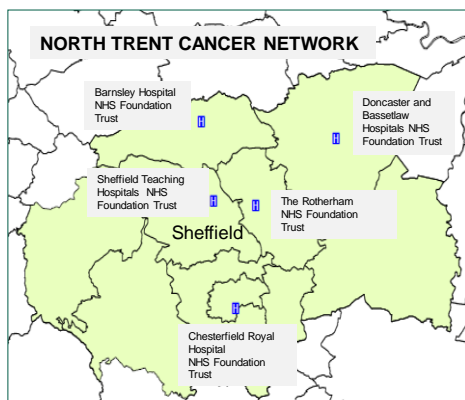 NORTH TRENT CANCER NETWORK
Barnsley Hospital
NHS Foundation
Trust
H
Doncaster and
Bassetlaw
Hospitals NHS
Foundation Trust
H
Sheffield Teaching
Hospitals NHS
Foundation Trust
H
H
The Rotherham
NHS Foundation
Trust
Sheffield
H
Chesterfield Royal
Hospital
NHS Foundation
Trust